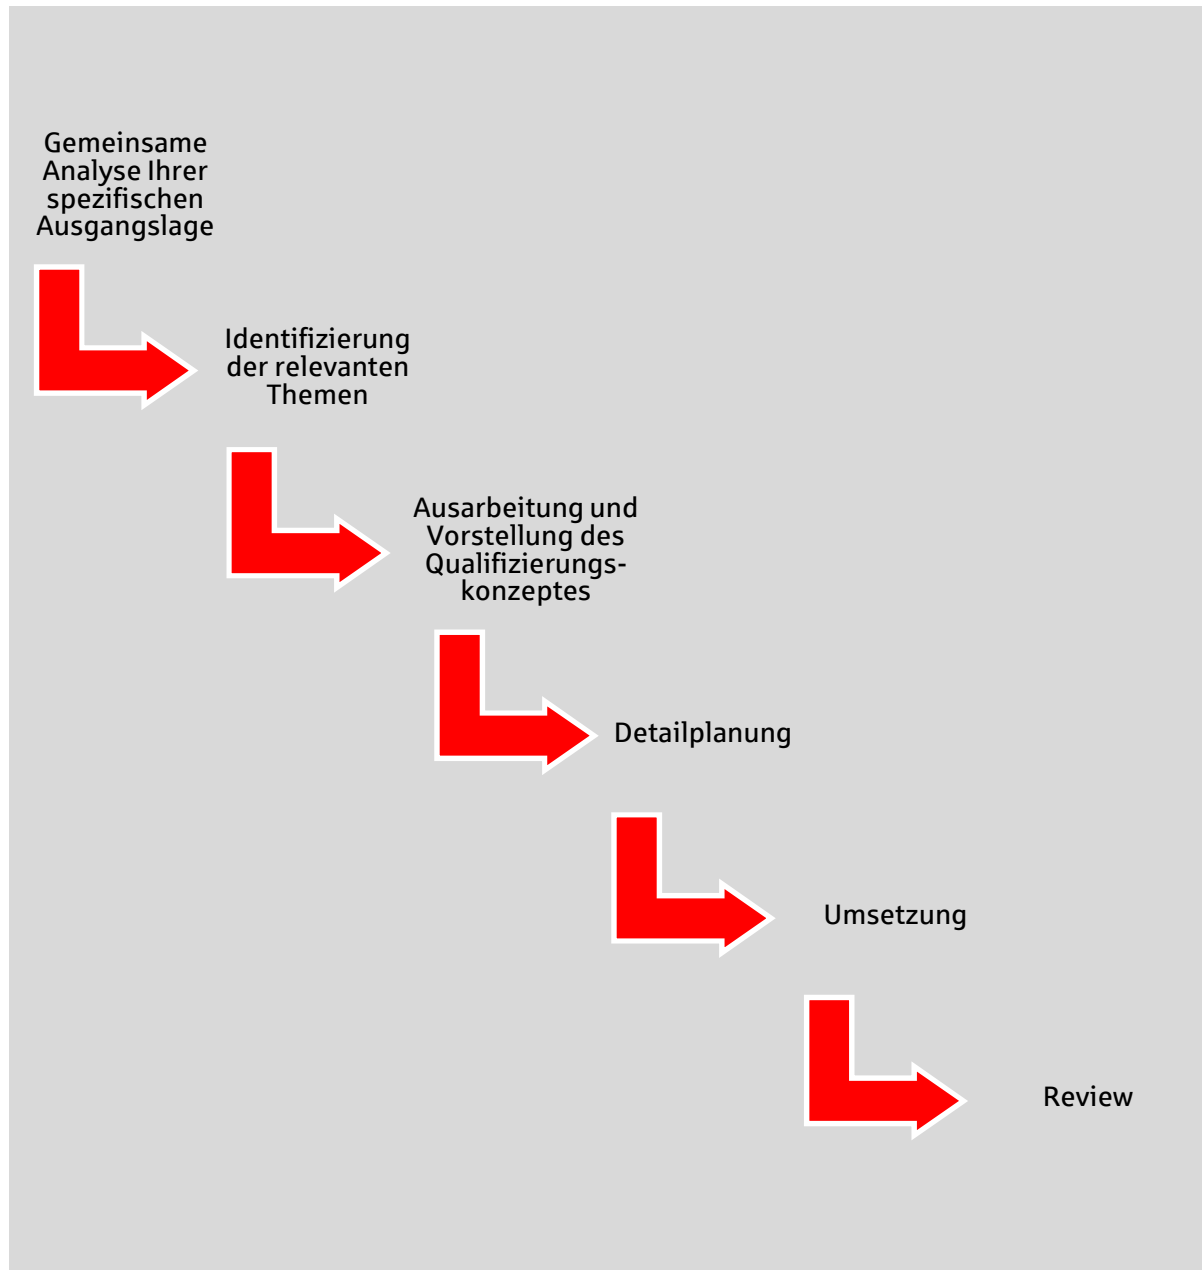 Gemeinsame
Analyse Ihrer
spezifischen
Ausgangslage
Identifizierung
der relevanten
Themen
Ausarbeitung und
Vorstellung des
Qualifizierungs-
konzeptes
Detailplanung
Umsetzung
Review